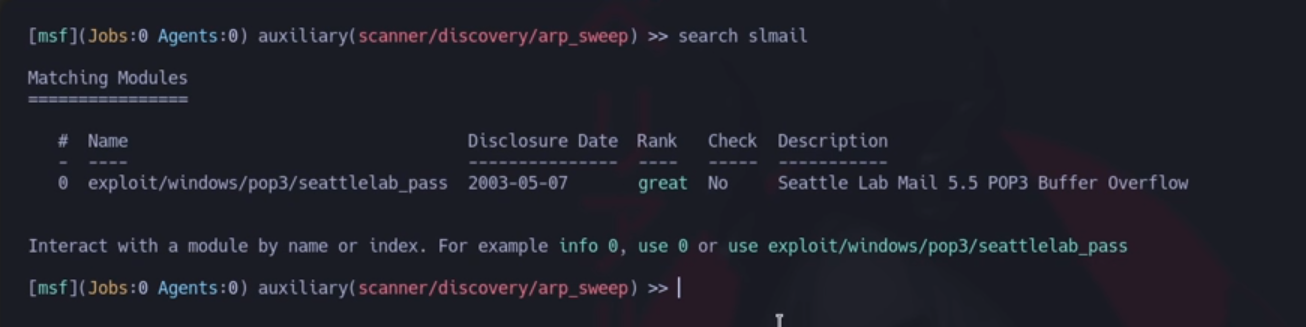 [msf](Jobs:0 Agents:0) auxiliary(scanner/discovery/arp_sweep) >> search slmail
Matching Modules
================
#  Name                                Disclosure Date  Rank   Check  Description
-  ----                                ---------------  ----   -----  -----------
0  exploit/windows/pop3/seattlelab_pass  2003-05-07       great  No     Seattle Lab Mail 5.5 POP3 Buffer Overflow
Interact with a module by name or index. For example info 0, use 0 or use exploit/windows/pop3/seattlelab_pass
[msf](Jobs:0 Agents:0) auxiliary(scanner/discovery/arp_sweep) >>